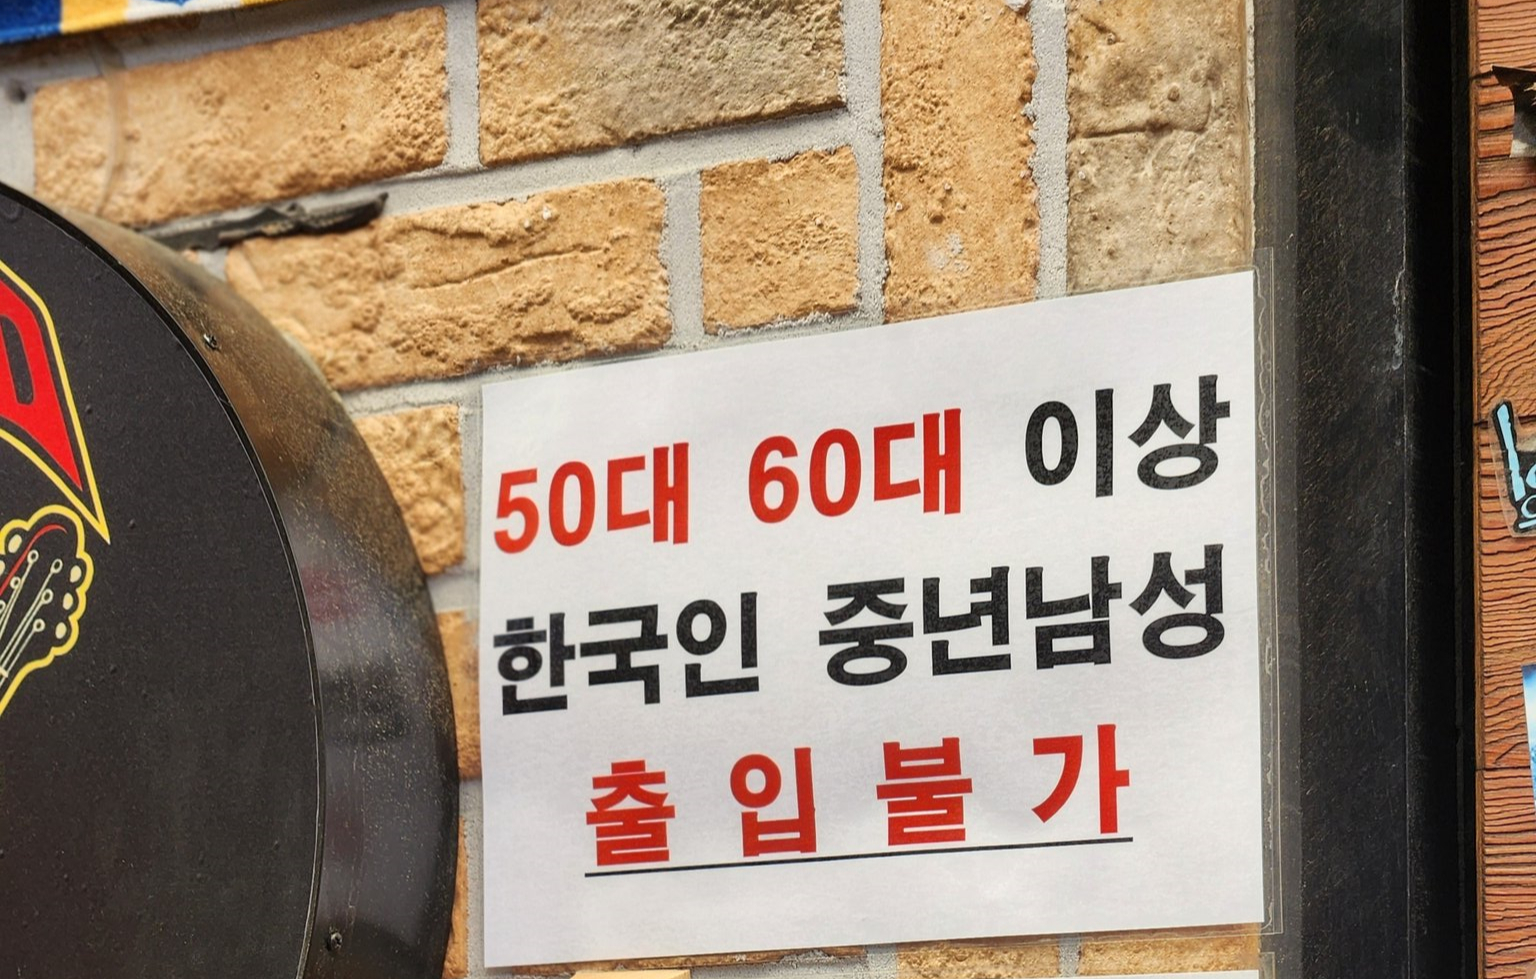 50대 60대 이상
한국인 중년남성
출입불가